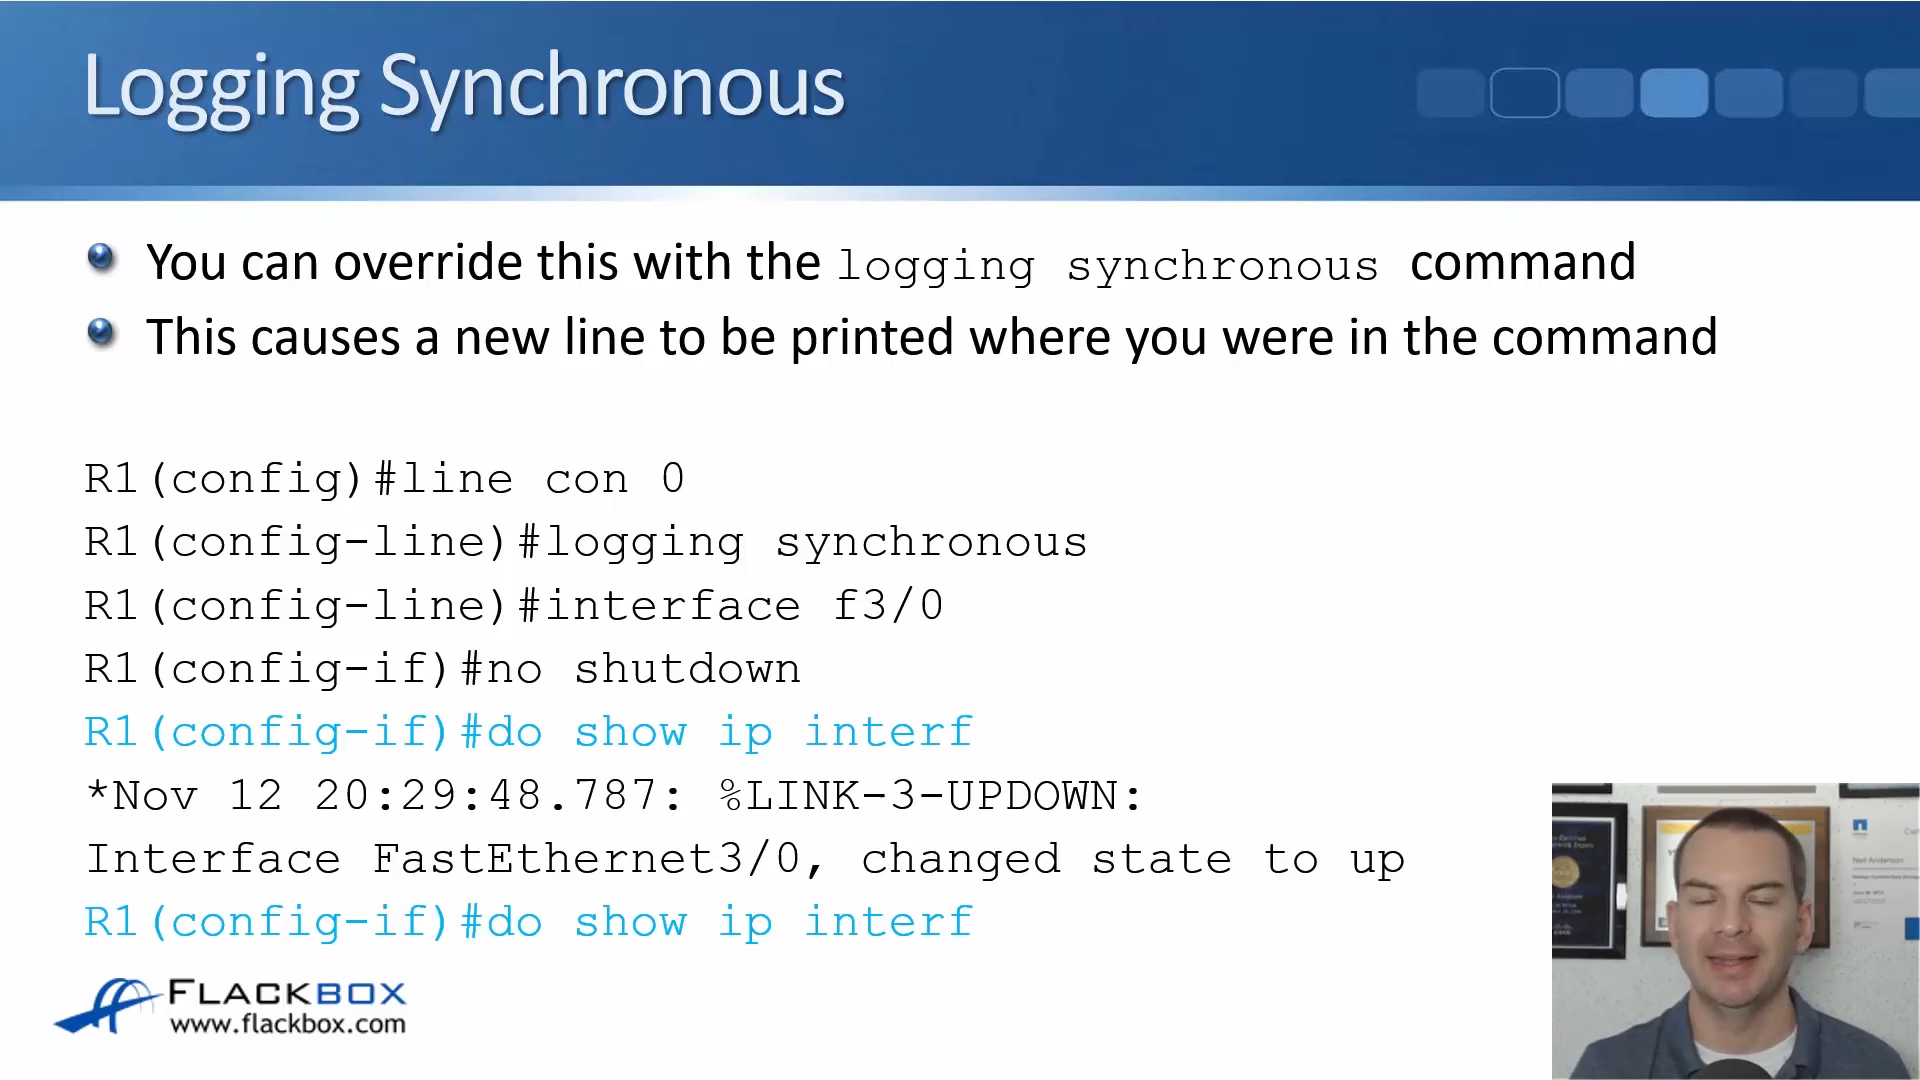 Logging Synchronous
You can override this with the logging synchronous command
This causes a new line to be printed where you were in the command
R1(config)#line con 0
R1(config-line)#logging synchronous
R1(config-line)#interface f3/0
R1(config-if)#no shutdown
R1(config-if)#do show ip interf
*Nov 12 20:29:48.787: %LINK-3-UPDOWN:
Interface FastEthernet3/0, changed state to up
R1(config-if)#do show ip interf
FLACKBOX
www.flackbox.com
Neil Anderson